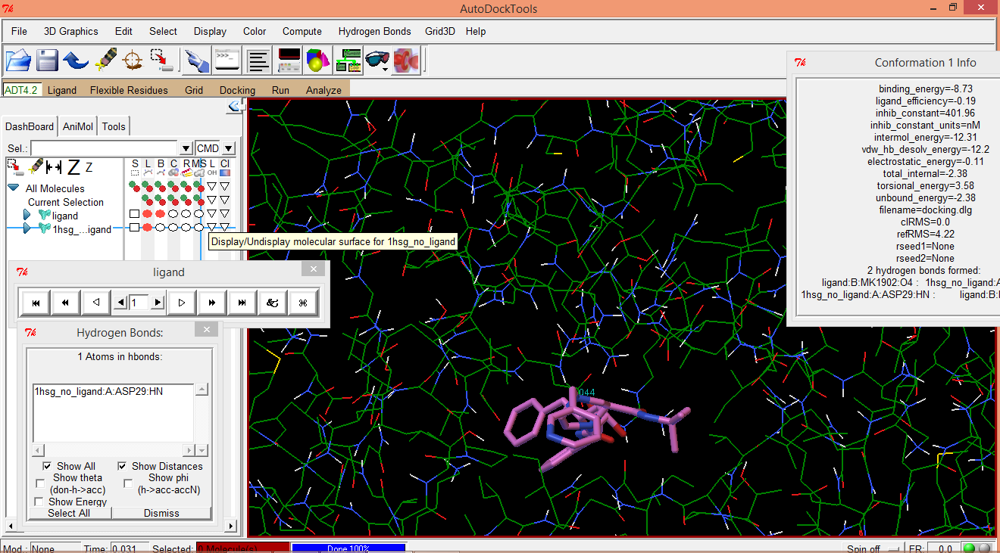 AutoDockTools
File 3D Graphics Edit Select Display Color Compute Hydrogen Bonds Grid3D Help
ADT4.2 Ligand Flexible Residues Grid Docking Run Analyze
DashBoard AniMol Tools
Sel.: CMD
S L B C R MS L Cl
All Molecules
Current Selection
ligand
1hsg_...igand
Display/Undisplay molecular surface for 1hsg_no_ligand
ligand
1
Hydrogen Bonds:
1 Atoms in hbonds:
1hsg_no_ligand:A:ASP29:HN
Show All Show Distances
Show theta
(don-h->acc)
Show phi
(h->acc-accN)
Show Energy
Select All Dismiss
044
Conformation 1 Info
binding_energy=-8.73
ligand_efficiency=-0.19
inhib_constant=401.96
inhib_constant_units=nM
intermol_energy=-12.31
vdw_hb_desolv_energy=-12.2
electrostatic_energy=-0.11
total_internal=-2.38
torsional_energy=3.58
unbound_energy=-2.38
filename=docking.dlg
clRMS=0.0
refRMS=4.22
rseed1=None
rseed2=None
2 hydrogen bonds formed:
ligand:B:MK1902:O4 : 1hsg_no_ligand:A
1hsg_no_ligand:A:ASP29:HN : ligand:B:
Mod.: None Time: 0.031 Selected: 0 Molecule(s) Done 100% Spin off FR: 0.0